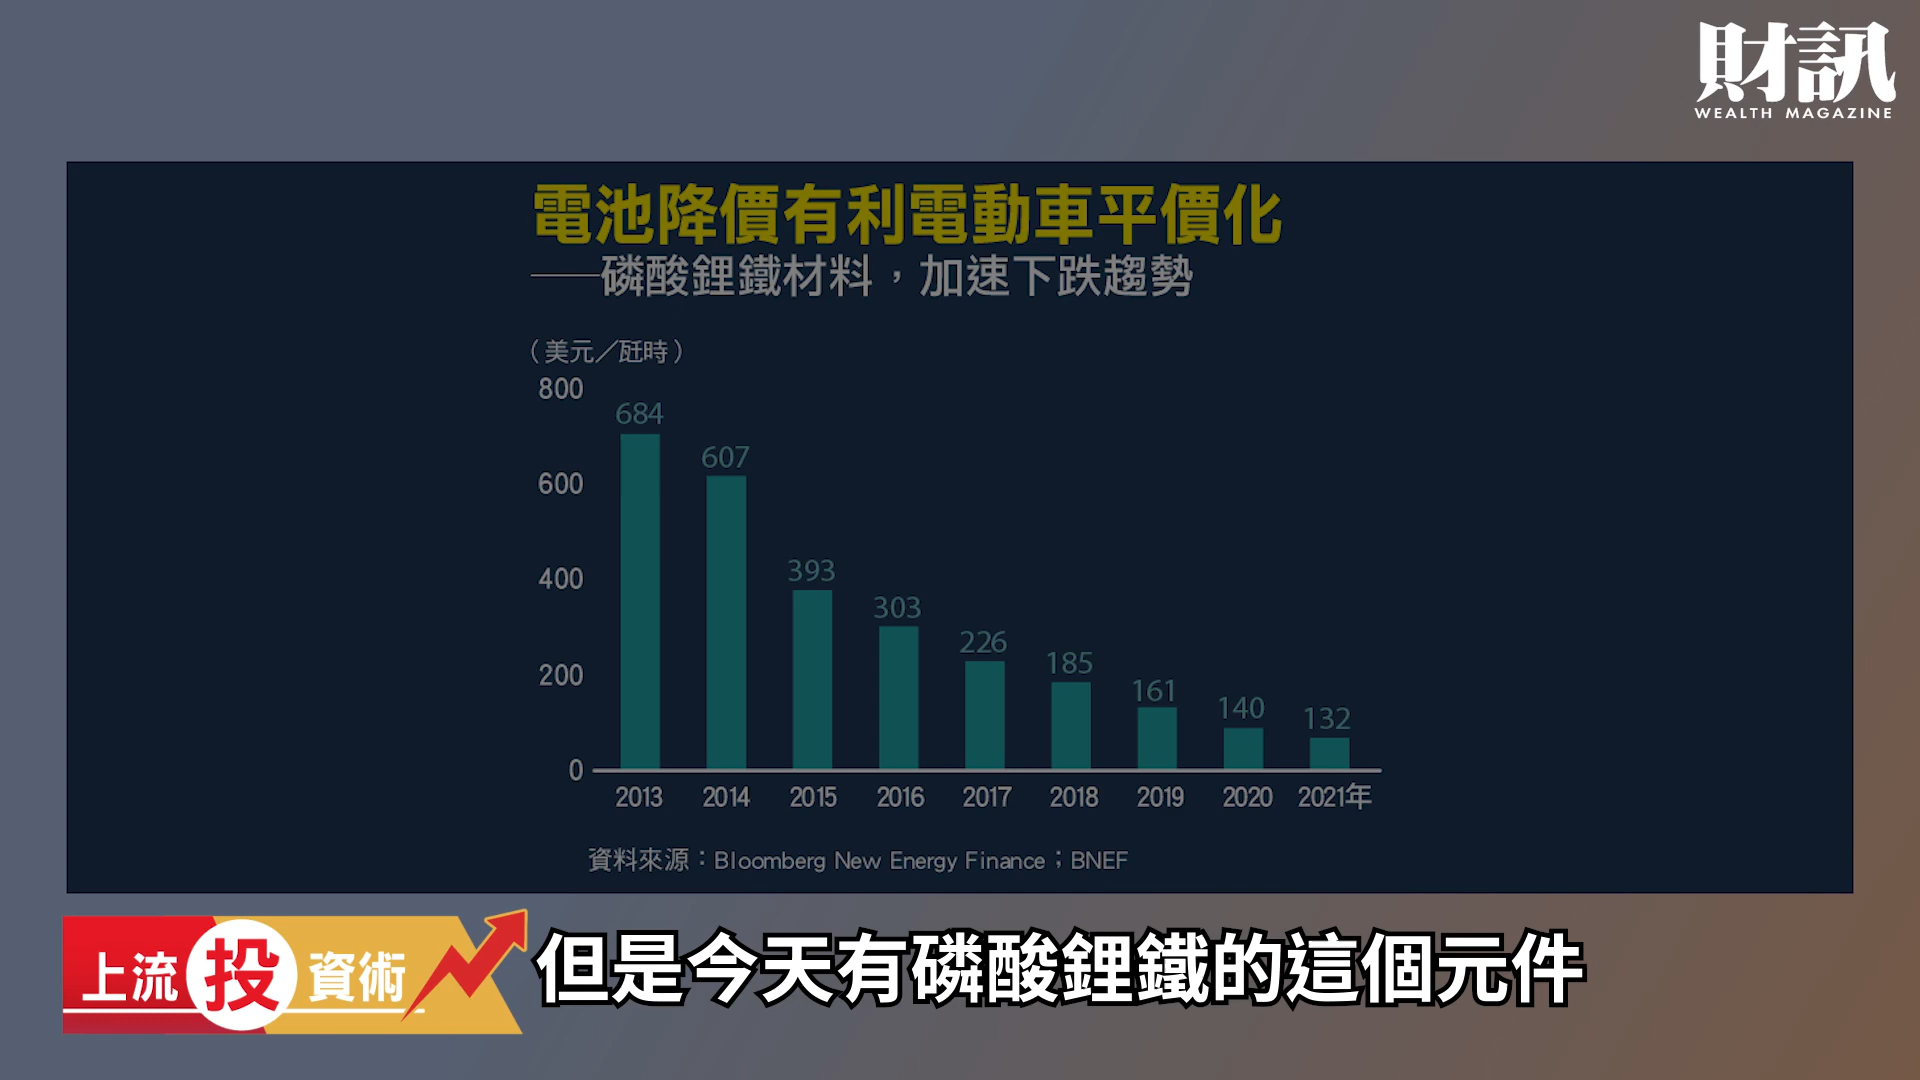 財訊
WEALTH MAGAZINE
電池降價有利電動車平價化
——磷酸鋰鐵材料，加速下跌趨勢
（美元／瓩時）
800
600
400
200
0
684
607
393
303
226
185
161
140
132
2013 2014 2015 2016 2017 2018 2019 2020 2021年
資料來源：Bloomberg New Energy Finance；BNEF
上流投資術
但是今天有磷酸鋰鐵的這個元件